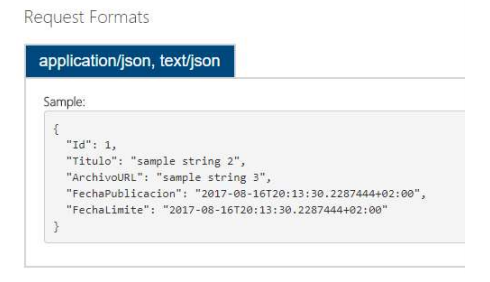 Request Formats
application/json, text/json
Sample:
{
  "Id": 1,
  "Titulo": "sample string 2",
  "ArchivoURL": "sample string 3",
  "FechaPublicacion": "2017-08-16T20:13:30.2287444+02:00",
  "FechaLimite": "2017-08-16T20:13:30.2287444+02:00"
}